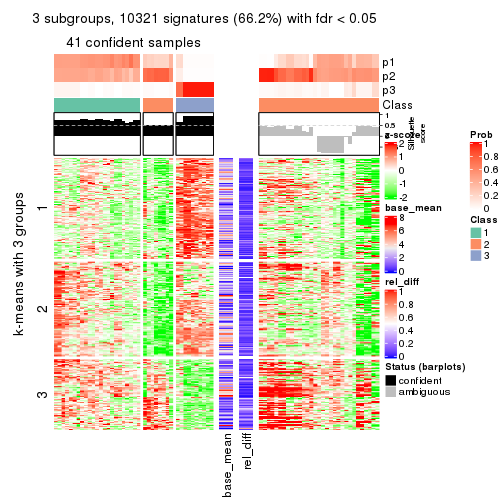 3 subgroups, 10321 signatures (66.2%) with fdr < 0.05
41 confident samples
p1
p2
p3
Class
1
0.5
0
Silhouette
score
k-means with 3 groups
1
2
3
base_mean
rel_diff
z-score
2
1
0
-1
-2
base_mean
8
6
4
2
0
rel_diff
1
0.8
0.6
0.4
0.2
0
Status (barplots)
confident
ambiguous
Prob
1
0.8
0.6
0.4
0.2
0
Class
1
2
3